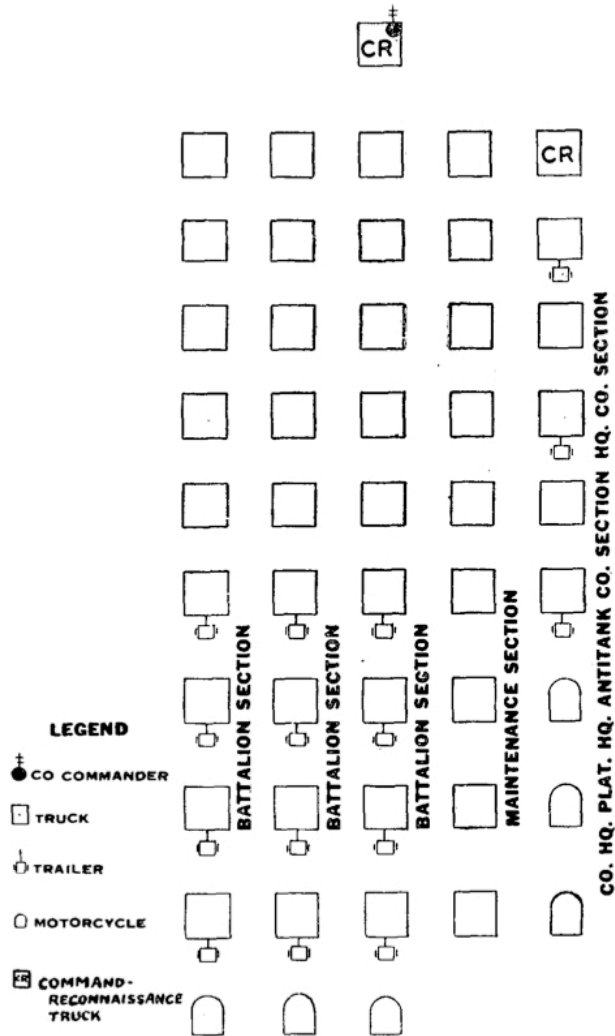 CR
CR
BATTALION SECTION
BATTALION SECTION
BATTALION SECTION
MAINTENANCE SECTION
CO. HQ. PLAT. HQ. ANTITANK CO. SECTION HQ. CO. SECTION
LEGEND
CO COMMANDER
TRUCK
TRAILER
MOTORCYCLE
CR COMMAND-
RECONNAISSANCE
TRUCK